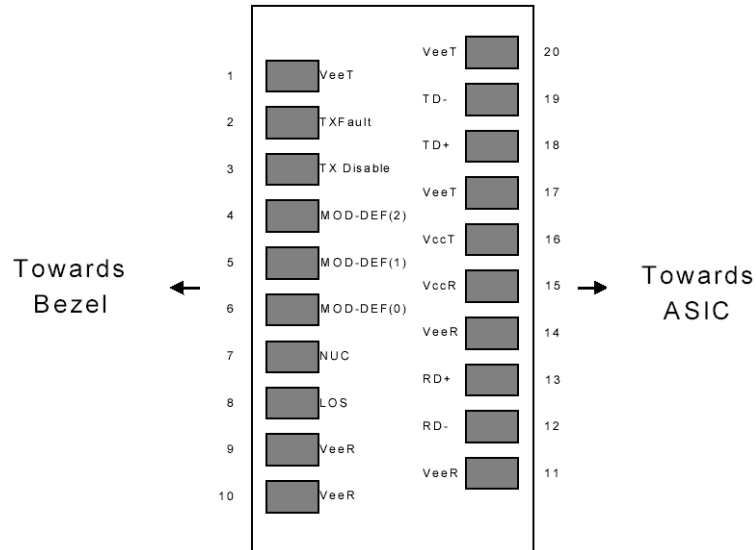 VeeT 20
1 VeeT
TD- 19
2 TXFault
TD+ 18
3 TX Disable
VeeT 17
4 MOD-DEF(2)
VccT 16
5 MOD-DEF(1)
Towards
Bezel
VccR 15
Towards
ASIC
6 MOD-DEF(0)
VeeR 14
7 NUC
RD+ 13
8 LOS
RD- 12
9 VeeR
VeeR 11
10 VeeR